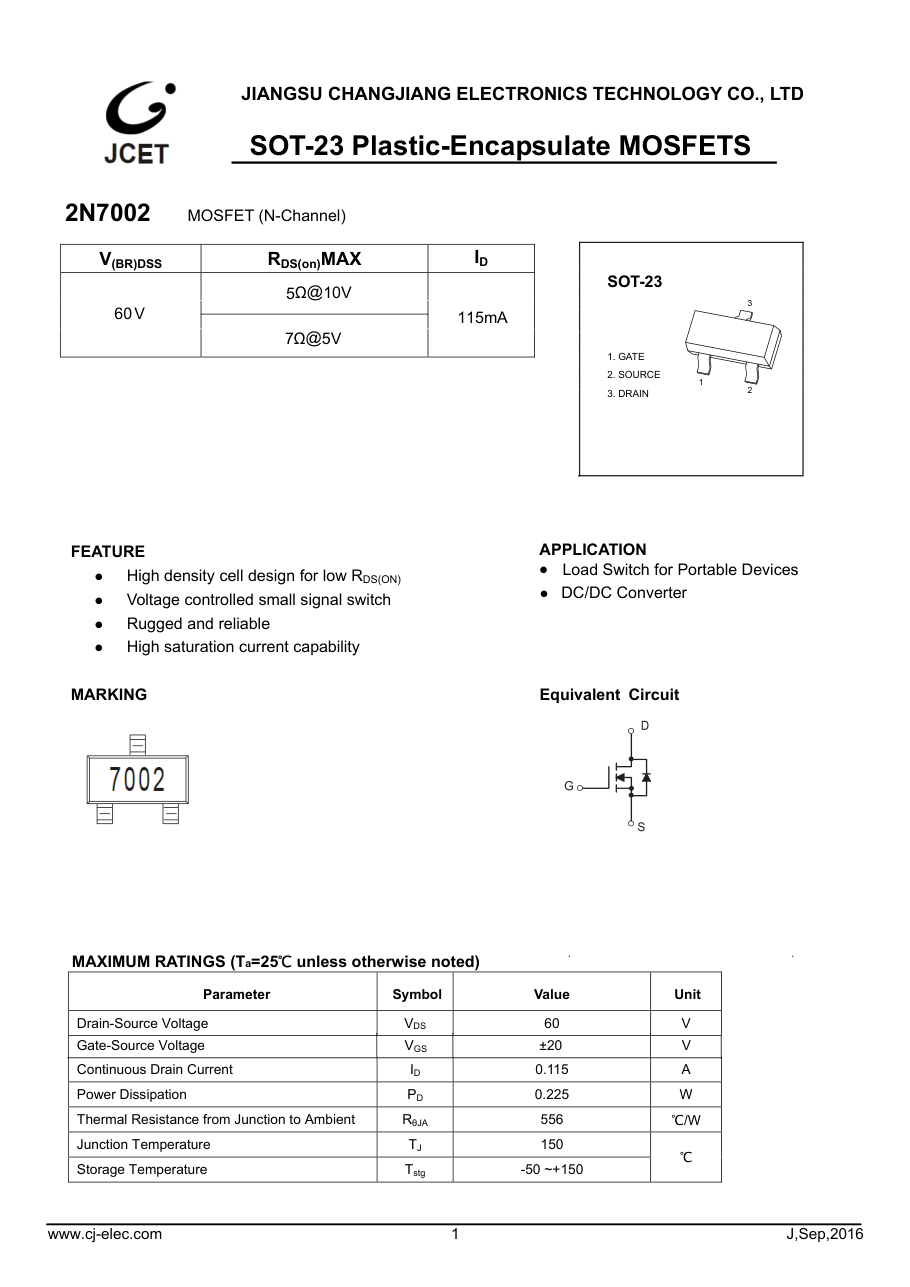 JIANGSU CHANGJIANG ELECTRONICS TECHNOLOGY CO., LTD
JCET
SOT-23 Plastic-Encapsulate MOSFETS
2N7002 MOSFET (N-Channel)
V(BR)DSS RDS(on)MAX ID
60 V
5Ω@10V
7Ω@5V
115mA
SOT-23
1. GATE
2. SOURCE
3. DRAIN
3
1
2
FEATURE
● High density cell design for low RDS(ON)
● Voltage controlled small signal switch
● Rugged and reliable
● High saturation current capability
APPLICATION
● Load Switch for Portable Devices
● DC/DC Converter
MARKING
7002
Equivalent Circuit
D
G
S
MAXIMUM RATINGS (Ta=25℃ unless otherwise noted)
Parameter Symbol Value Unit
Drain-Source Voltage VDS 60 V
Gate-Source Voltage VGS ±20 V
Continuous Drain Current ID 0.115 A
Power Dissipation PD 0.225 W
Thermal Resistance from Junction to Ambient RθJA 556 ℃/W
Junction Temperature TJ 150 ℃
Storage Temperature Tstg -50 ~+150
www.cj-elec.com 1 J,Sep,2016